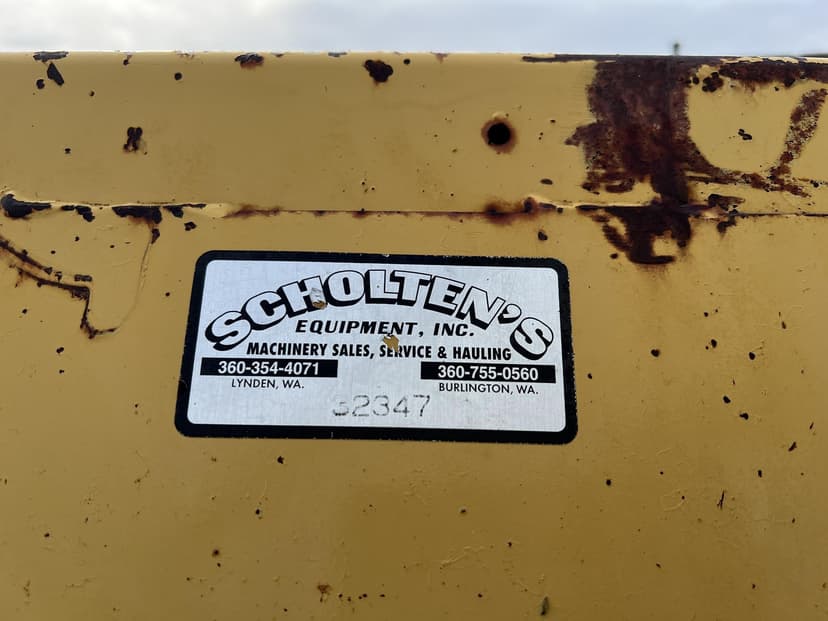 SCHOLTEN'S
EQUIPMENT, INC.
MACHINERY SALES, SERVICE & HAULING
360-354-4071 360-755-0560
LYNDEN, WA. BURLINGTON, WA.
32347